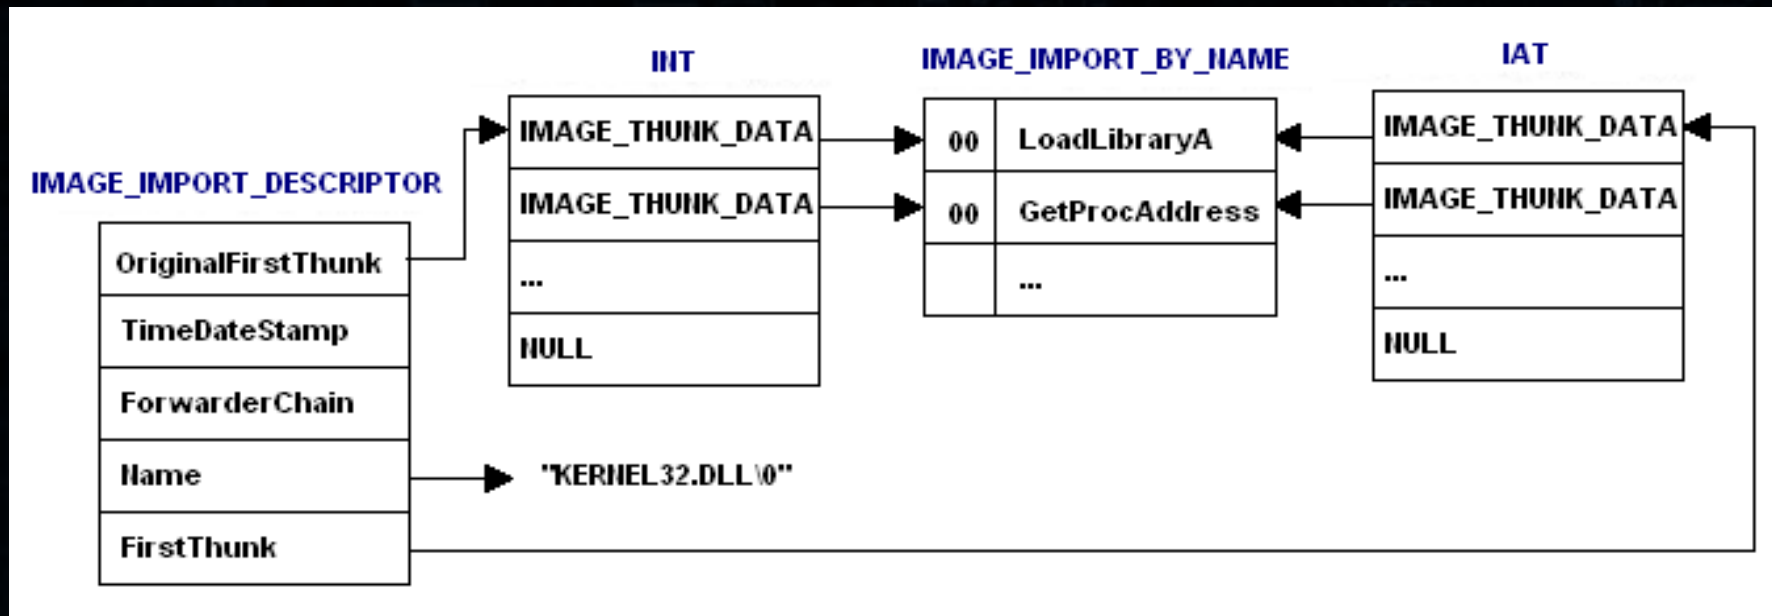 INT
IMAGE_IMPORT_BY_NAME
IAT
IMAGE_IMPORT_DESCRIPTOR
OriginalFirstThunk
TimeDateStamp
ForwarderChain
Name
FirstThunk
"KERNEL32.DLL\0"
IMAGE_THUNK_DATA
IMAGE_THUNK_DATA
...
NULL
00 LoadLibraryA
00 GetProcAddress
...
IMAGE_THUNK_DATA
IMAGE_THUNK_DATA
...
NULL